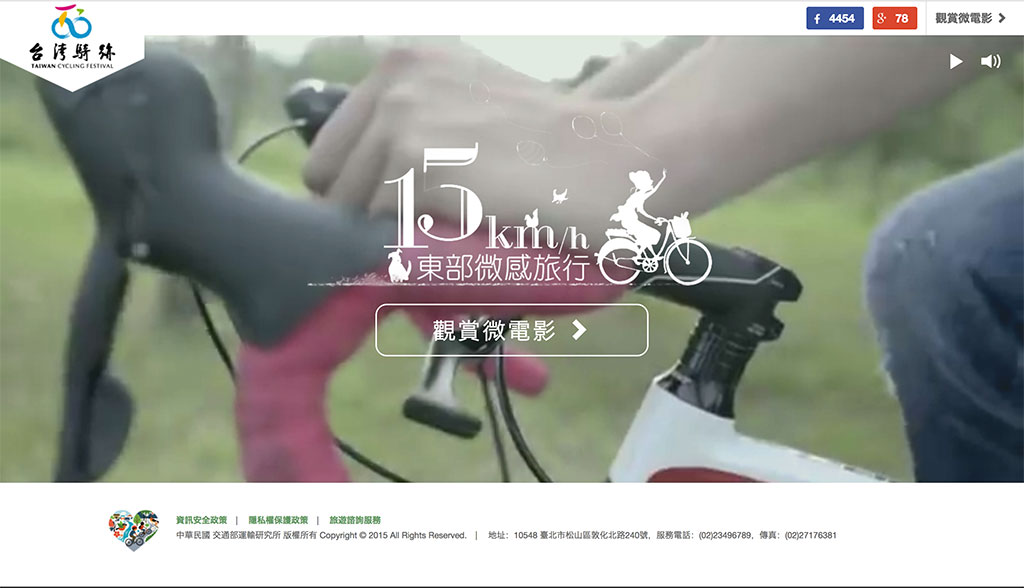 台灣騎跡
TAIWAN CYCLING FESTIVAL
4454
78
觀賞微電影
15 km/h
東部微感旅行
觀賞微電影
資訊安全政策 | 隱私權保護政策 | 旅遊諮詢服務
中華民國 交通部運輸研究所 版權所有 Copyright © 2015 All Rights Reserved. | 地址：10548 臺北市松山區敦化北路240號，服務電話：(02)23496789，傳真：(02)27176381